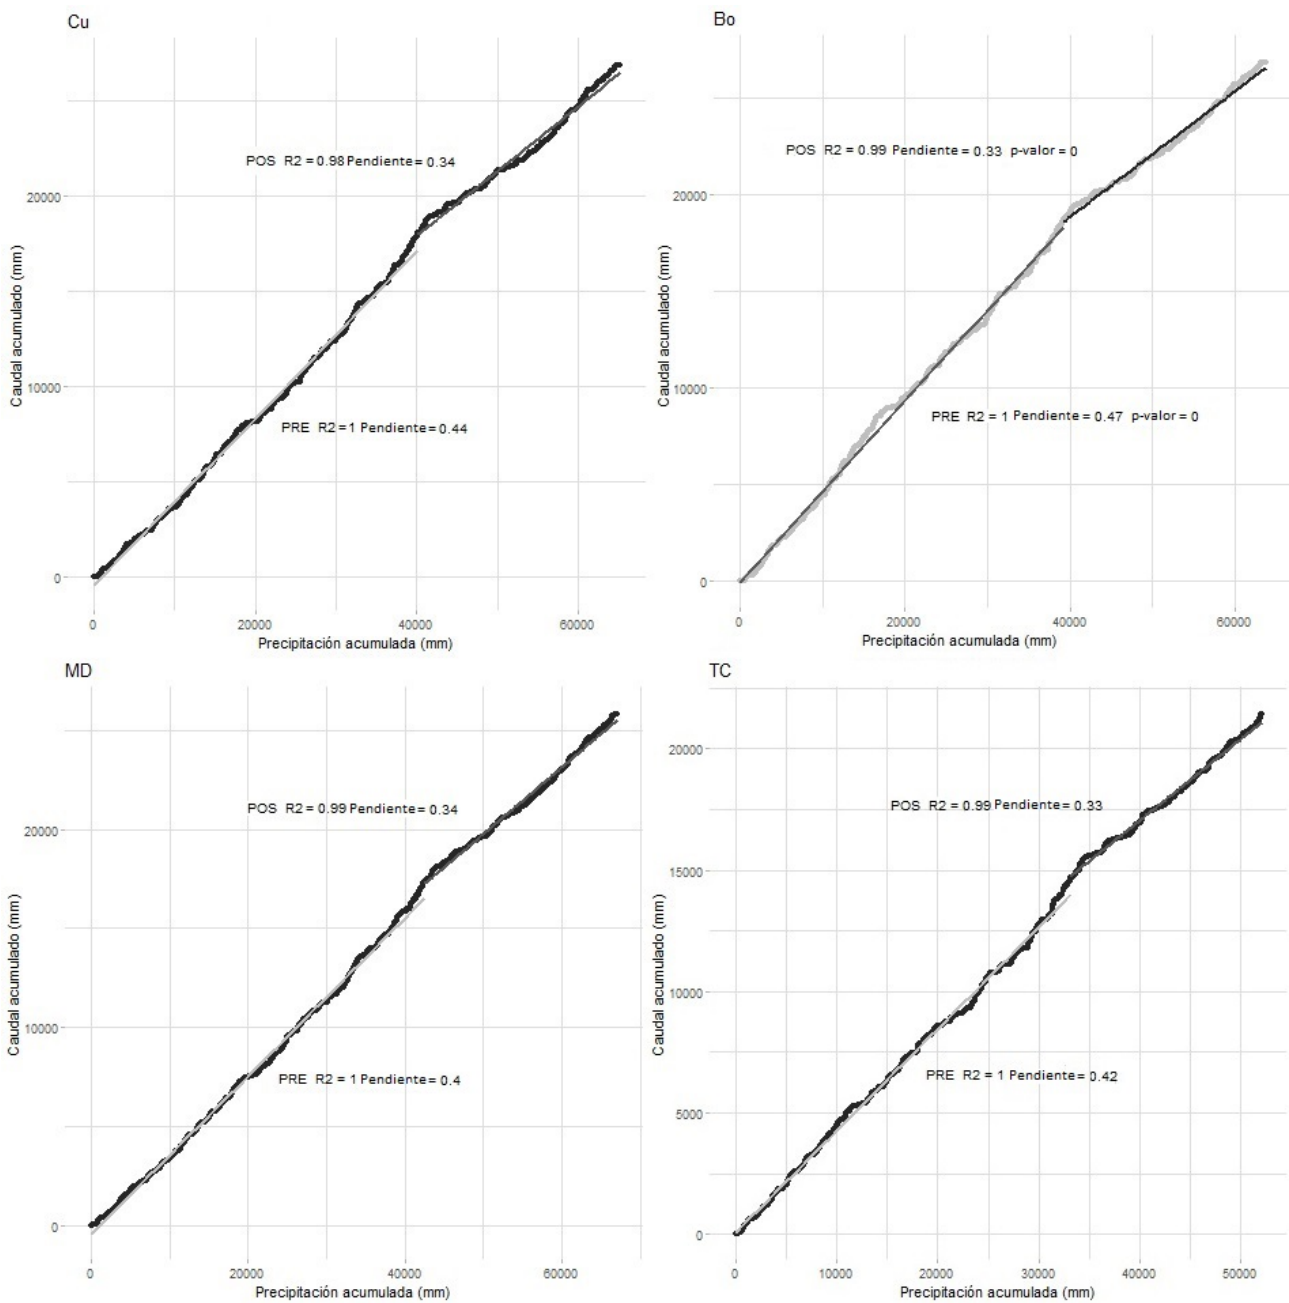 Cu
Caudal acumulado (mm)
20000
10000
0
POS R2 = 0.98 Pendiente = 0.34
PRE R2 = 1 Pendiente = 0.44
0 20000 40000 60000
Precipitación acumulada (mm)
Bo
Caudal acumulado (mm)
20000
10000
0
POS R2 = 0.99 Pendiente = 0.33 p-valor = 0
PRE R2 = 1 Pendiente = 0.47 p-valor = 0
0 20000 40000 60000
Precipitación acumulada (mm)
MD
Caudal acumulado (mm)
20000
10000
0
POS R2 = 0.99 Pendiente = 0.34
PRE R2 = 1 Pendiente = 0.4
0 20000 40000 60000
Precipitación acumulada (mm)
TC
Caudal acumulado (mm)
20000
15000
10000
5000
0
POS R2 = 0.99 Pendiente = 0.33
PRE R2 = 1 Pendiente = 0.42
0 10000 20000 30000 40000 50000
Precipitación acumulada (mm)